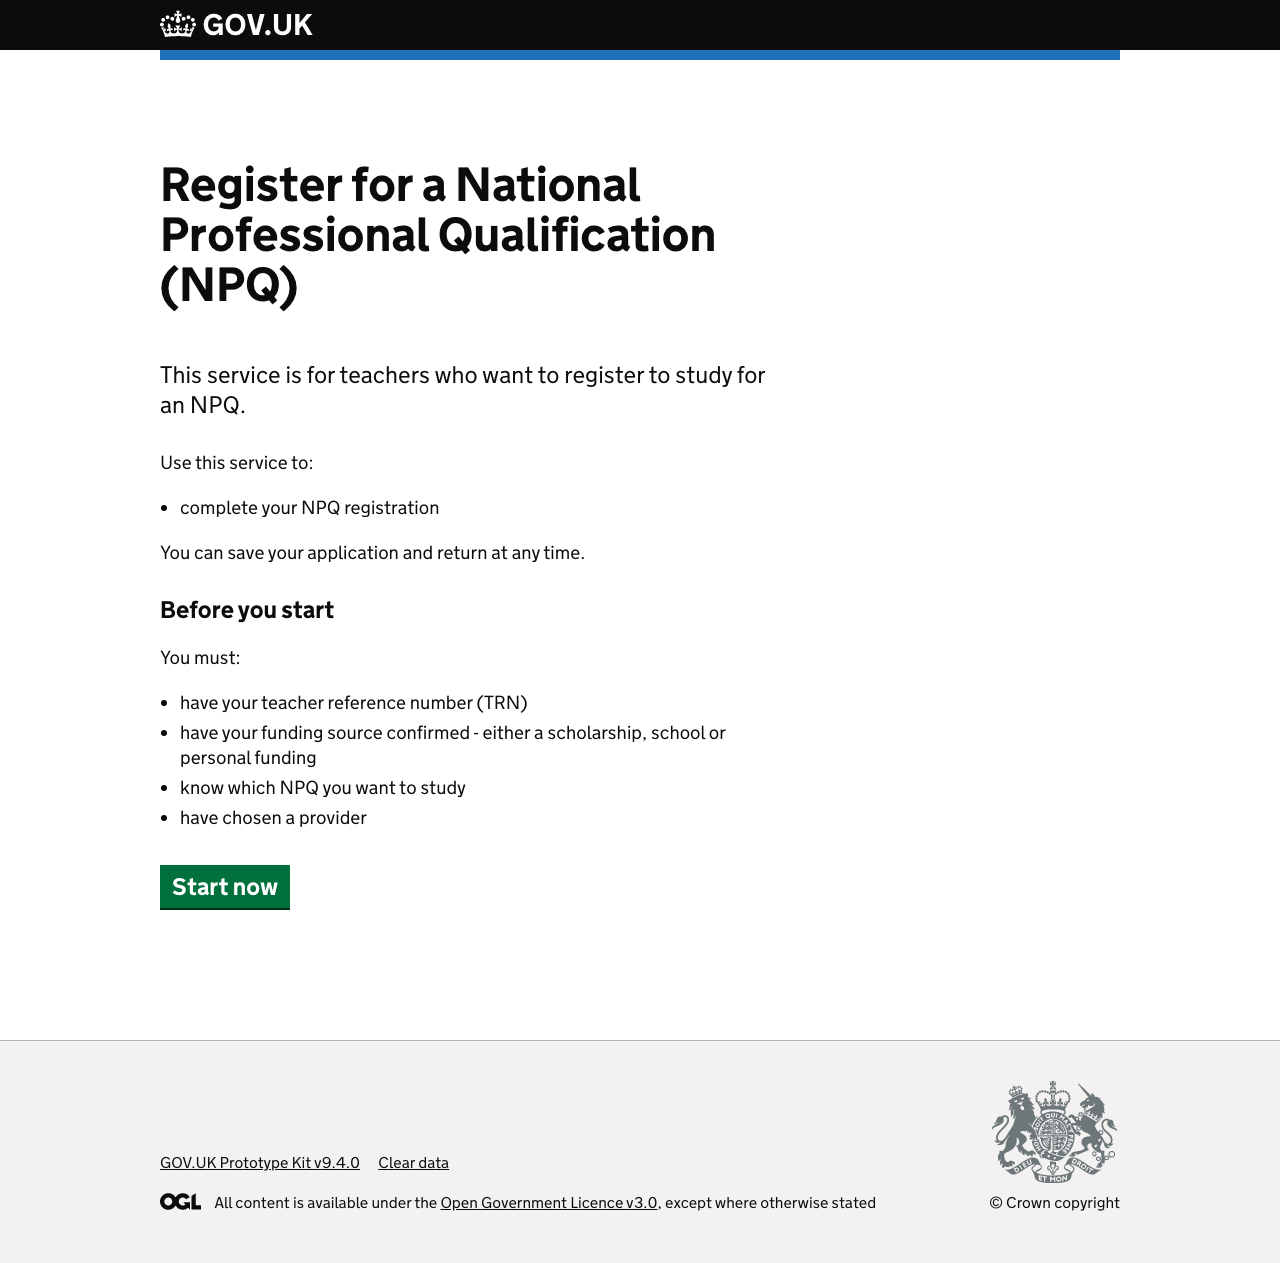 GOV.UK
Register for a National
Professional Qualification
(NPQ)
This service is for teachers who want to register to study for
an NPQ.
Use this service to:
• complete your NPQ registration
You can save your application and return at any time.
Before you start
You must:
• have your teacher reference number (TRN)
• have your funding source confirmed - either a scholarship, school or
personal funding
• know which NPQ you want to study
• have chosen a provider
Start now
GOV.UK Prototype Kit v9.4.0 Clear data
OGL All content is available under the Open Government Licence v3.0, except where otherwise stated
© Crown copyright